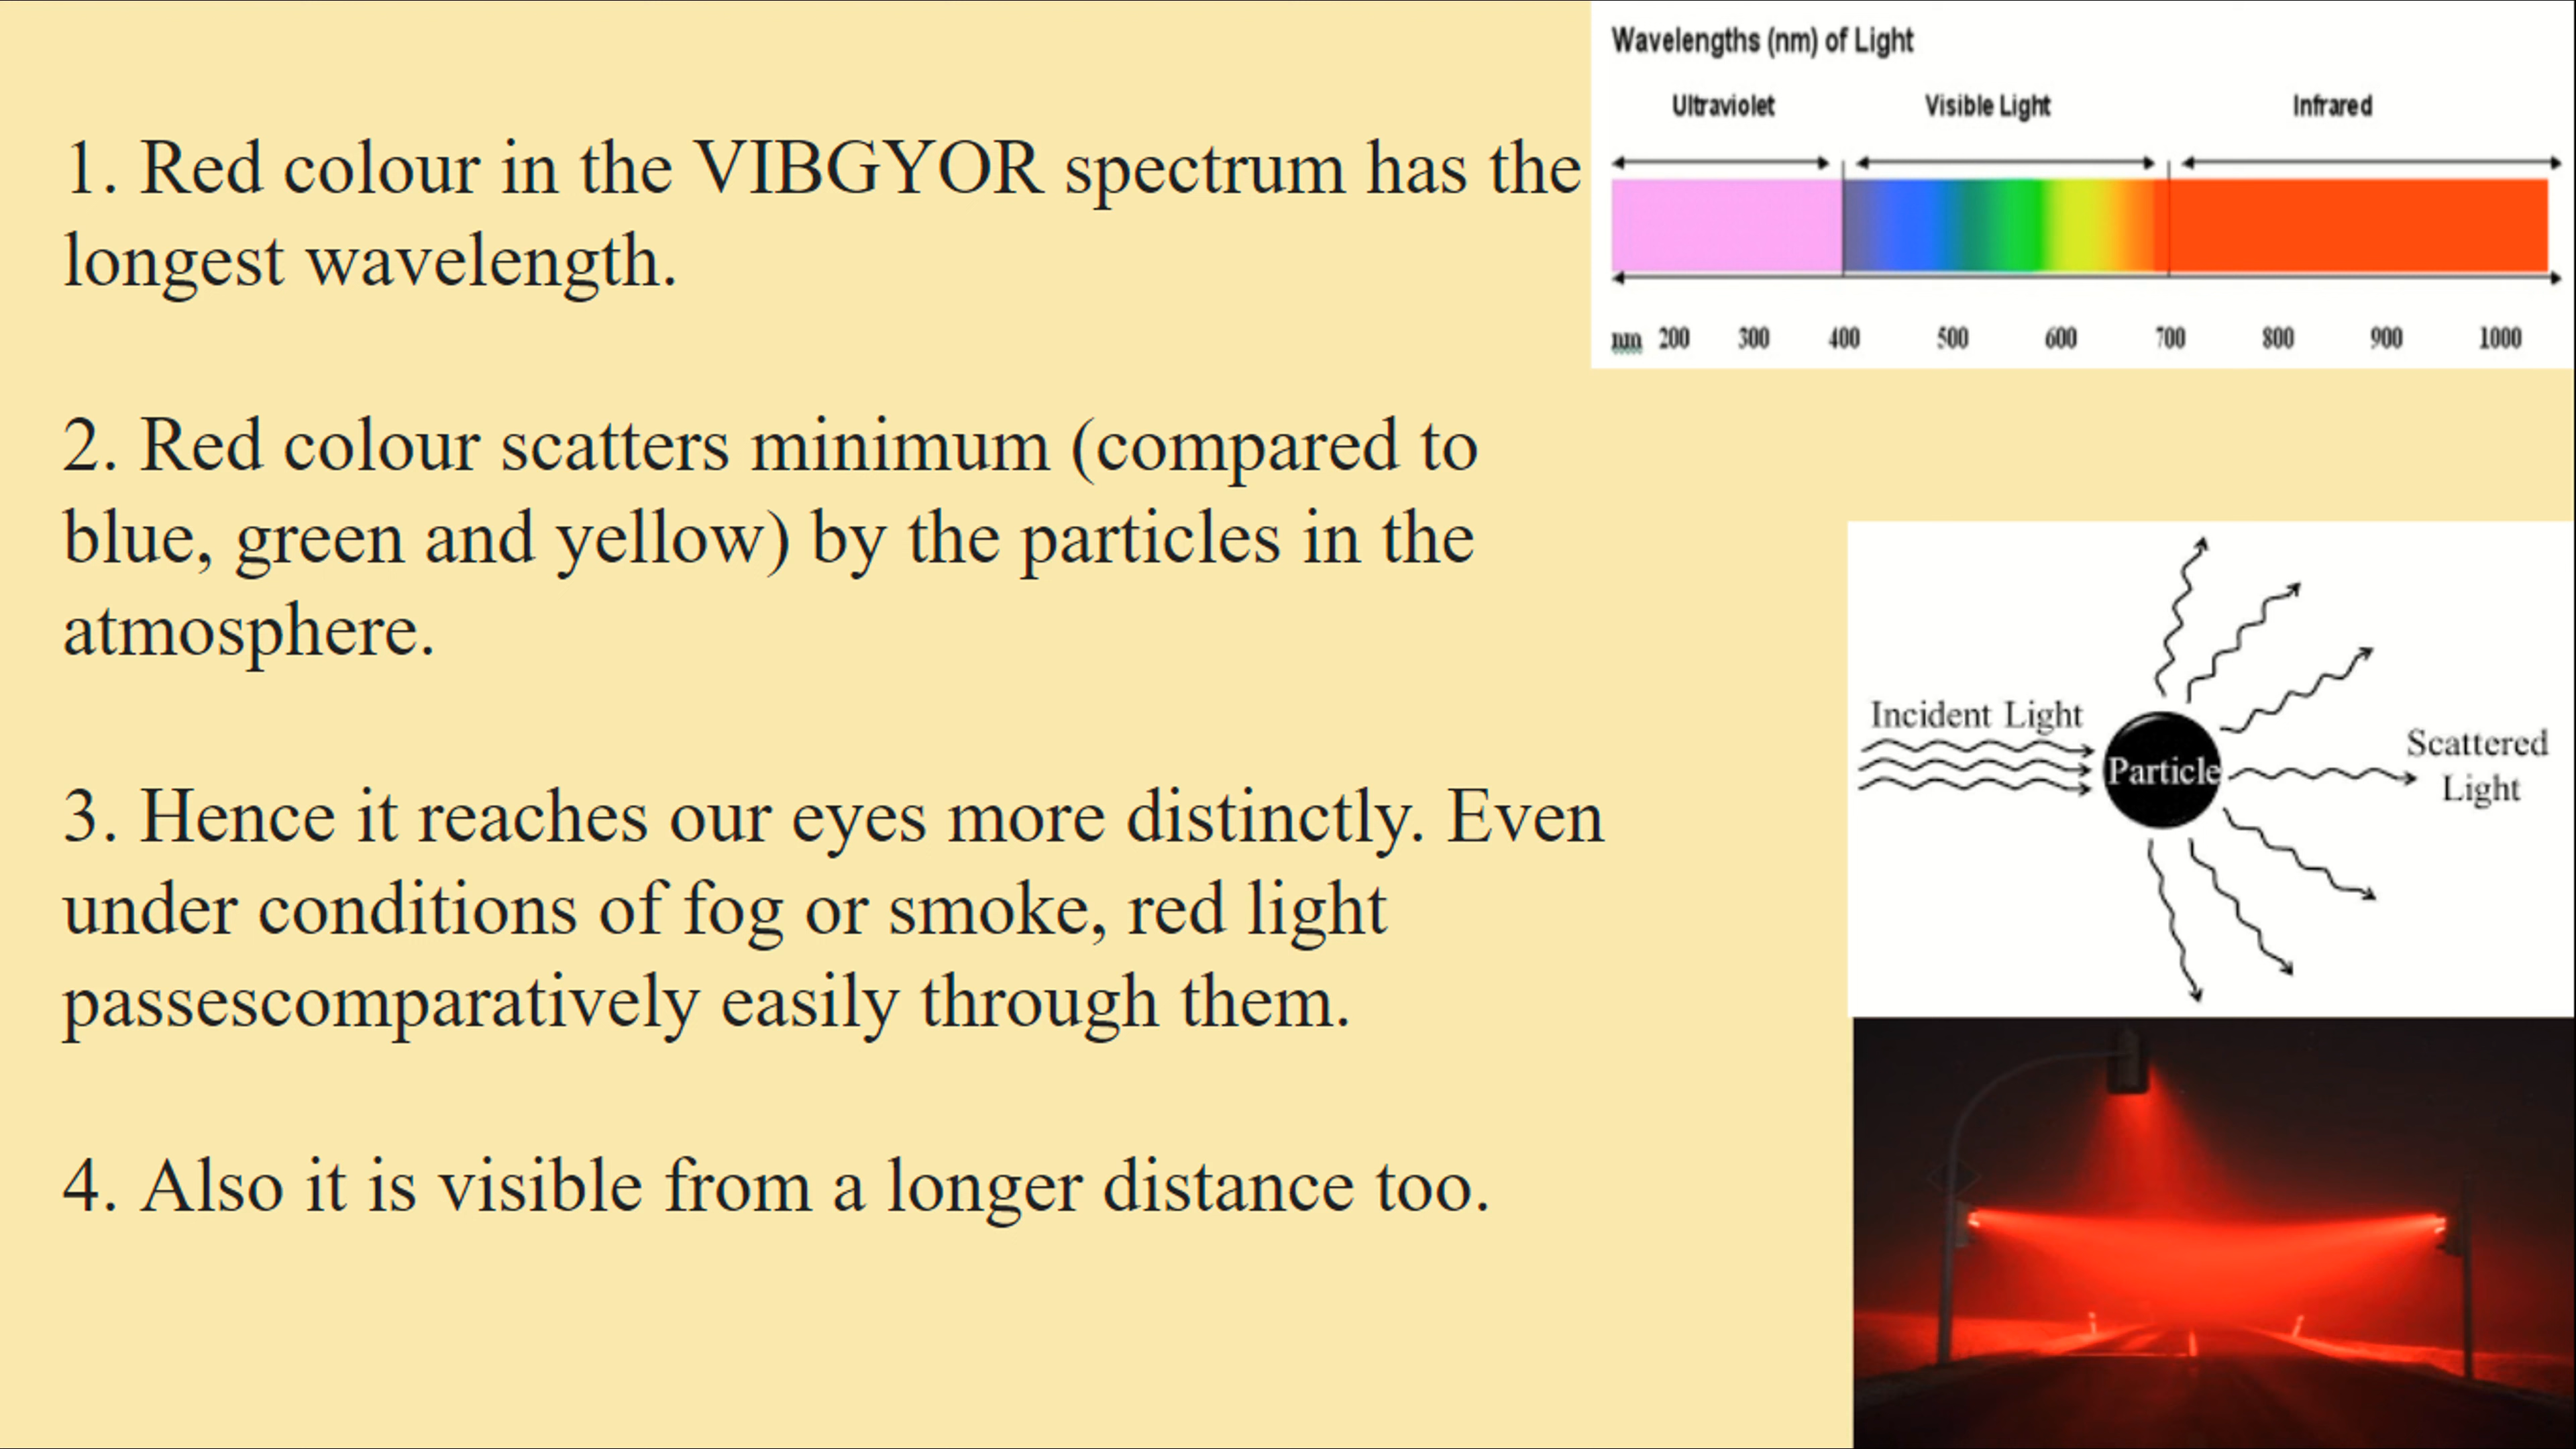 1. Red colour in the VIBGYOR spectrum has the
longest wavelength.
2. Red colour scatters minimum (compared to
blue, green and yellow) by the particles in the
atmosphere.
3. Hence it reaches our eyes more distinctly. Even
under conditions of fog or smoke, red light
passescomparatively easily through them.
4. Also it is visible from a longer distance too.
Wavelengths (nm) of Light
Ultraviolet Visible Light Infrared
nm 200 300 400 500 600 700 800 900 1000
Incident Light
Particle
Scattered
Light